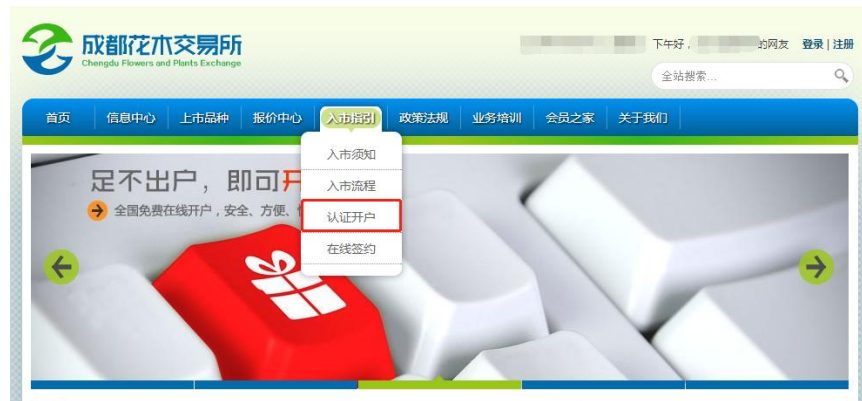 成都花木交易所
Chengdu Flowers and Plants Exchange
下午好, 的网友 登录 | 注册
全站搜索...
首页 信息中心 上市品种 报价中心 入市指引 政策法规 业务培训 会员之家 关于我们
入市须知
入市流程
认证开户
在线签约
足不出户，即可开
全国免费在线开户，安全、方便、